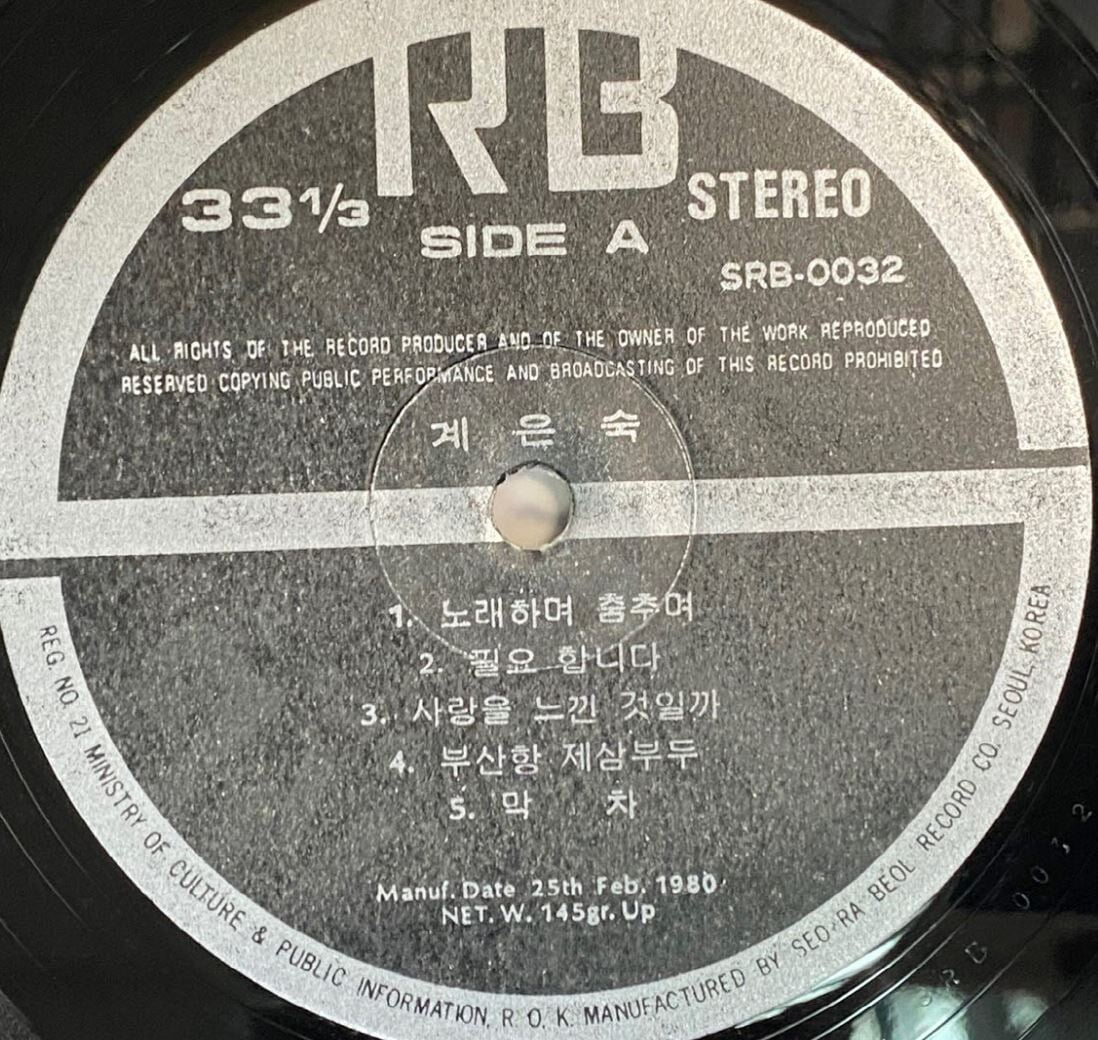 RB
33 1/3
STEREO
SIDE A
SRB-0032
ALL RIGHTS OF THE RECORD PRODUCER AND OF THE OWNER OF THE WORK REPRODUCED
RESERVED COPYING PUBLIC PERFORMANCE AND BROADCASTING OF THIS RECORD PROHIBITED
계 은 숙
1. 노래하며 춤추며
2. 필요 합니다
3. 사랑을 느낀 것일까
4. 부산항 제삼부두
5. 막 차
Manuf. Date 25th Feb. 1980
NET. W. 145gr. Up
REG. NO. 21 MINISTRY OF CULTURE & PUBLIC INFORMATION, R. O. K. MANUFACTURED BY SEO-RA BEOL RECORD CO. SEOUL, KOREA